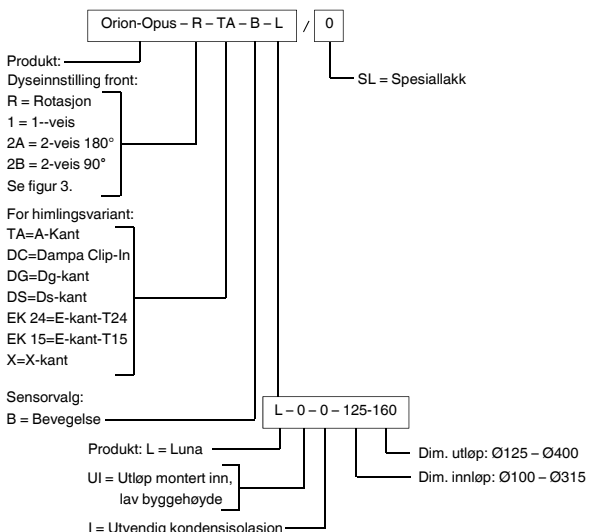 Orion-Opus – R – TA – B – L / 0
Produkt:
SL = Spesiallakk
Dyseinnstilling front:
R = Rotasjon
1 = 1--veis
2A = 2-veis 180°
2B = 2-veis 90°
Se figur 3.
For himlingsvariant:
TA=A-Kant
DC=Dampa Clip-In
DG=Dg-kant
DS=Ds-kant
EK 24=E-kant-T24
EK 15=E-kant-T15
X=X-kant
Sensorvalg:
B = Bevegelse
L – 0 – 0 – 125-160
Produkt: L = Luna
Dim. utløp: Ø125 – Ø400
UI = Utløp montert inn,
Dim. innløp: Ø100 – Ø315
lav byggehøyde
I = Utvendig kondensisolasjon